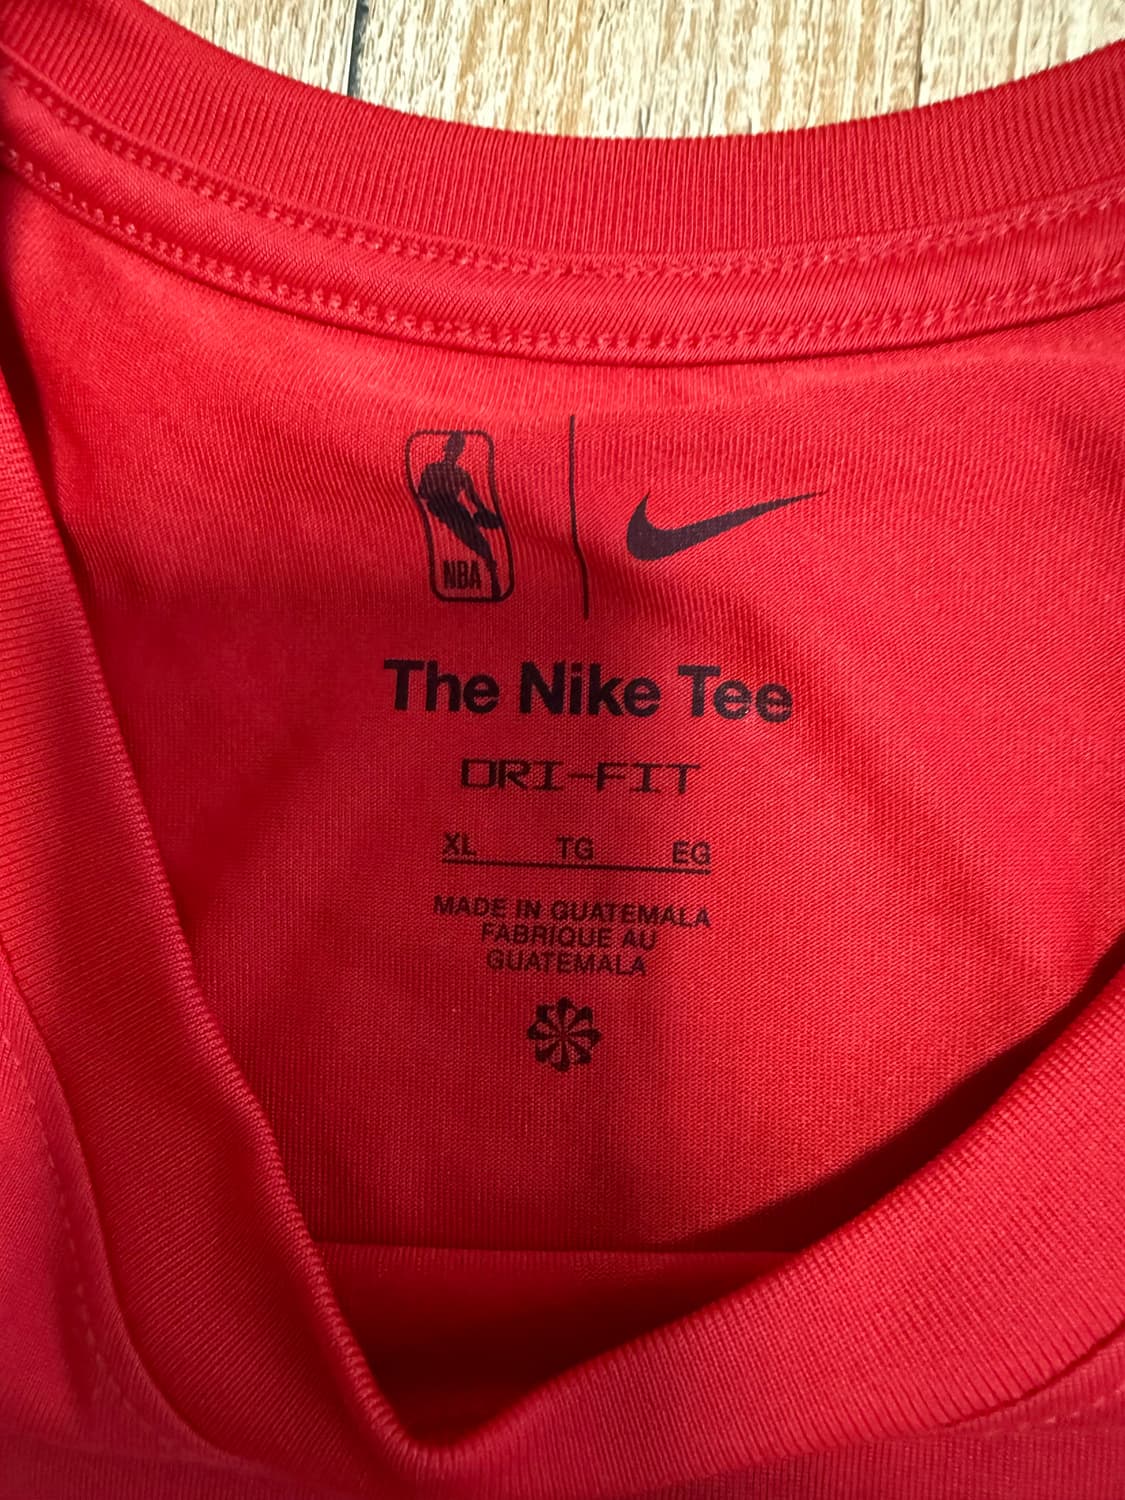 NBA
The Nike Tee
DRI-FIT
XL TG EG
MADE IN GUATEMALA
FABRIQUE AU
GUATEMALA